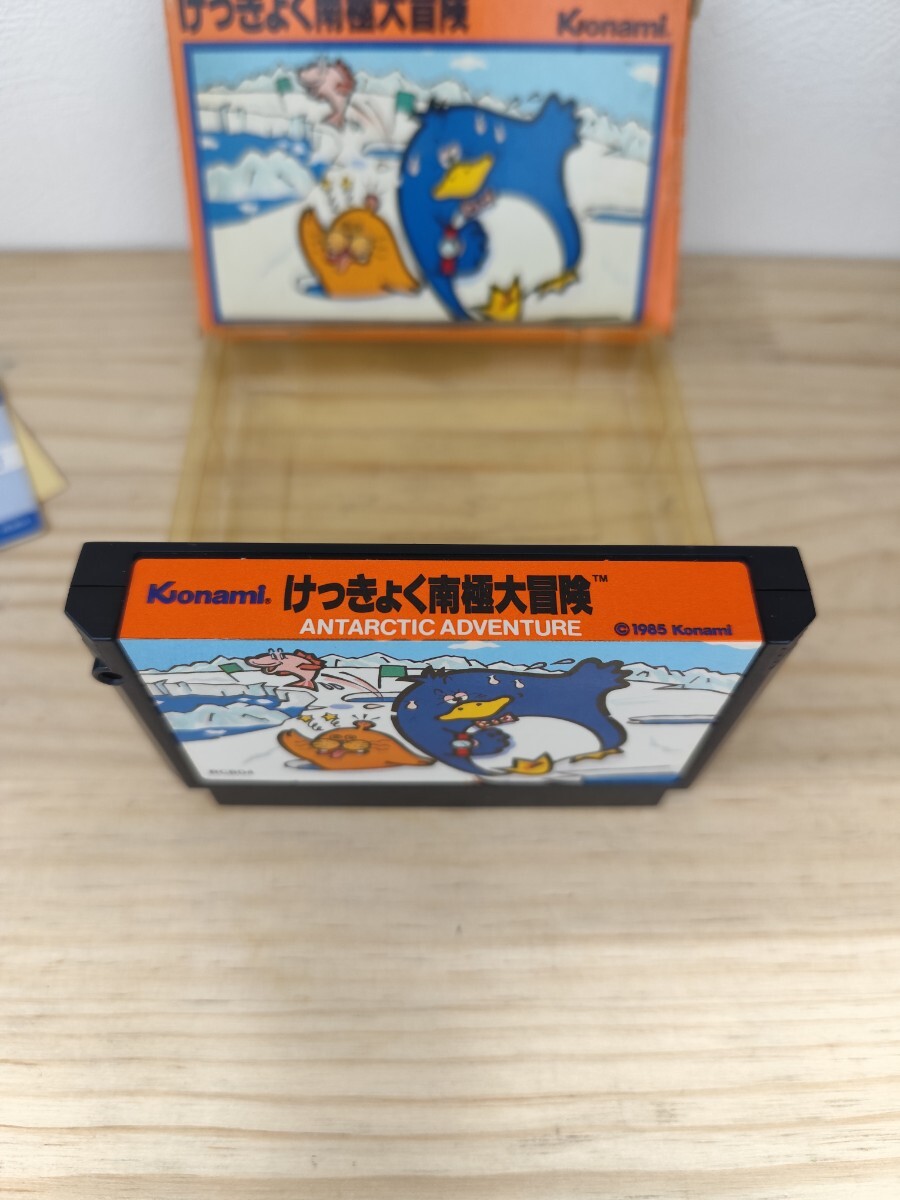 けっきょく南極大冒険
Konami.
Konami. けっきょく南極大冒険™
ANTARCTIC ADVENTURE ©1985 Konami